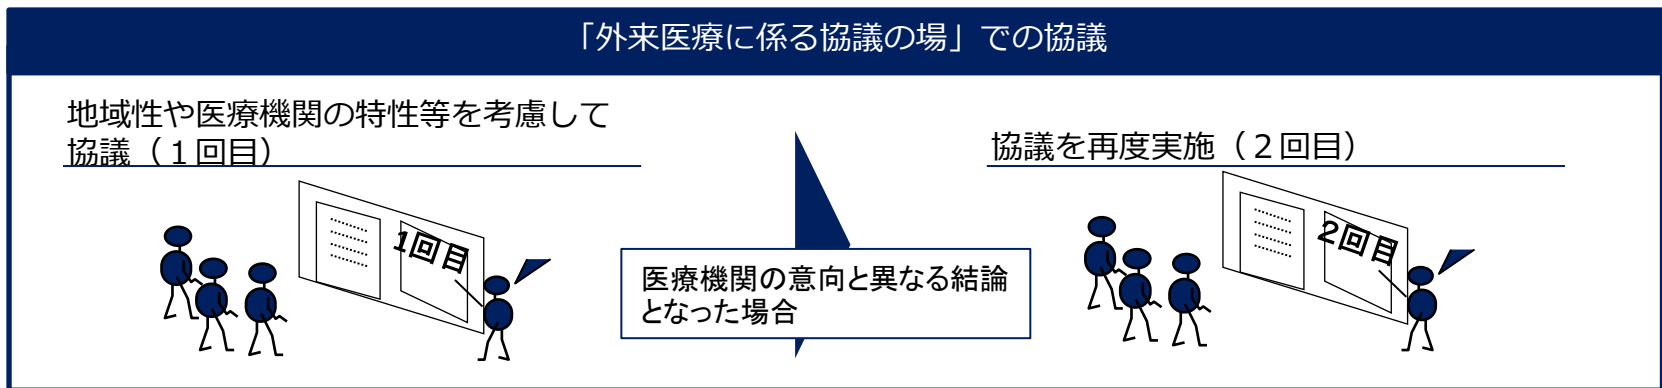 「外来医療に係る協議の場」での協議
地域性や医療機関の特性等を考慮して
協議（１回目）
1回目
医療機関の意向と異なる結論
となった場合
協議を再度実施（２回目）
2回目